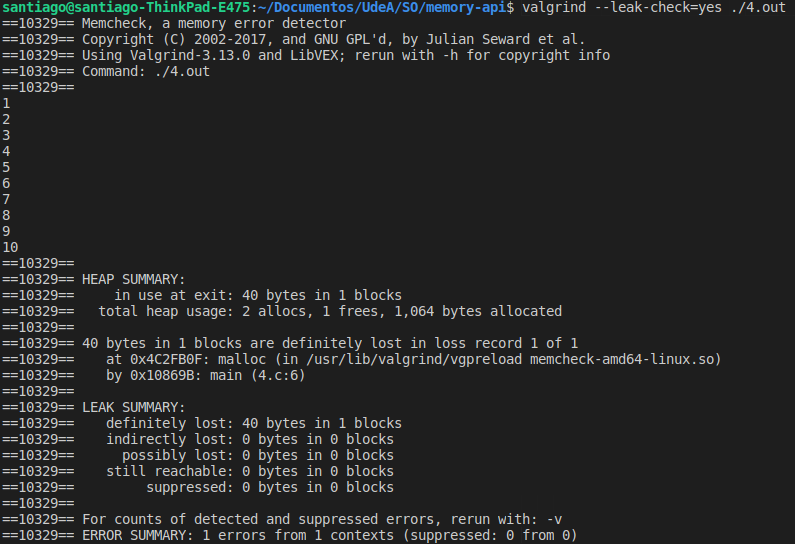 santiago@santiago-ThinkPad-E475:~/Documentos/UdeA/SO/memory-api$ valgrind --leak-check=yes ./4.out
==10329== Memcheck, a memory error detector
==10329== Copyright (C) 2002-2017, and GNU GPL'd, by Julian Seward et al.
==10329== Using Valgrind-3.13.0 and LibVEX; rerun with -h for copyright info
==10329== Command: ./4.out
==10329==
1
2
3
4
5
6
7
8
9
10
==10329==
==10329== HEAP SUMMARY:
==10329==     in use at exit: 40 bytes in 1 blocks
==10329==   total heap usage: 2 allocs, 1 frees, 1,064 bytes allocated
==10329==
==10329== 40 bytes in 1 blocks are definitely lost in loss record 1 of 1
==10329==    at 0x4C2FB0F: malloc (in /usr/lib/valgrind/vgpreload memcheck-amd64-linux.so)
==10329==    by 0x10869B: main (4.c:6)
==10329==
==10329== LEAK SUMMARY:
==10329==    definitely lost: 40 bytes in 1 blocks
==10329==    indirectly lost: 0 bytes in 0 blocks
==10329==      possibly lost: 0 bytes in 0 blocks
==10329==    still reachable: 0 bytes in 0 blocks
==10329==         suppressed: 0 bytes in 0 blocks
==10329==
==10329== For counts of detected and suppressed errors, rerun with: -v
==10329== ERROR SUMMARY: 1 errors from 1 contexts (suppressed: 0 from 0)